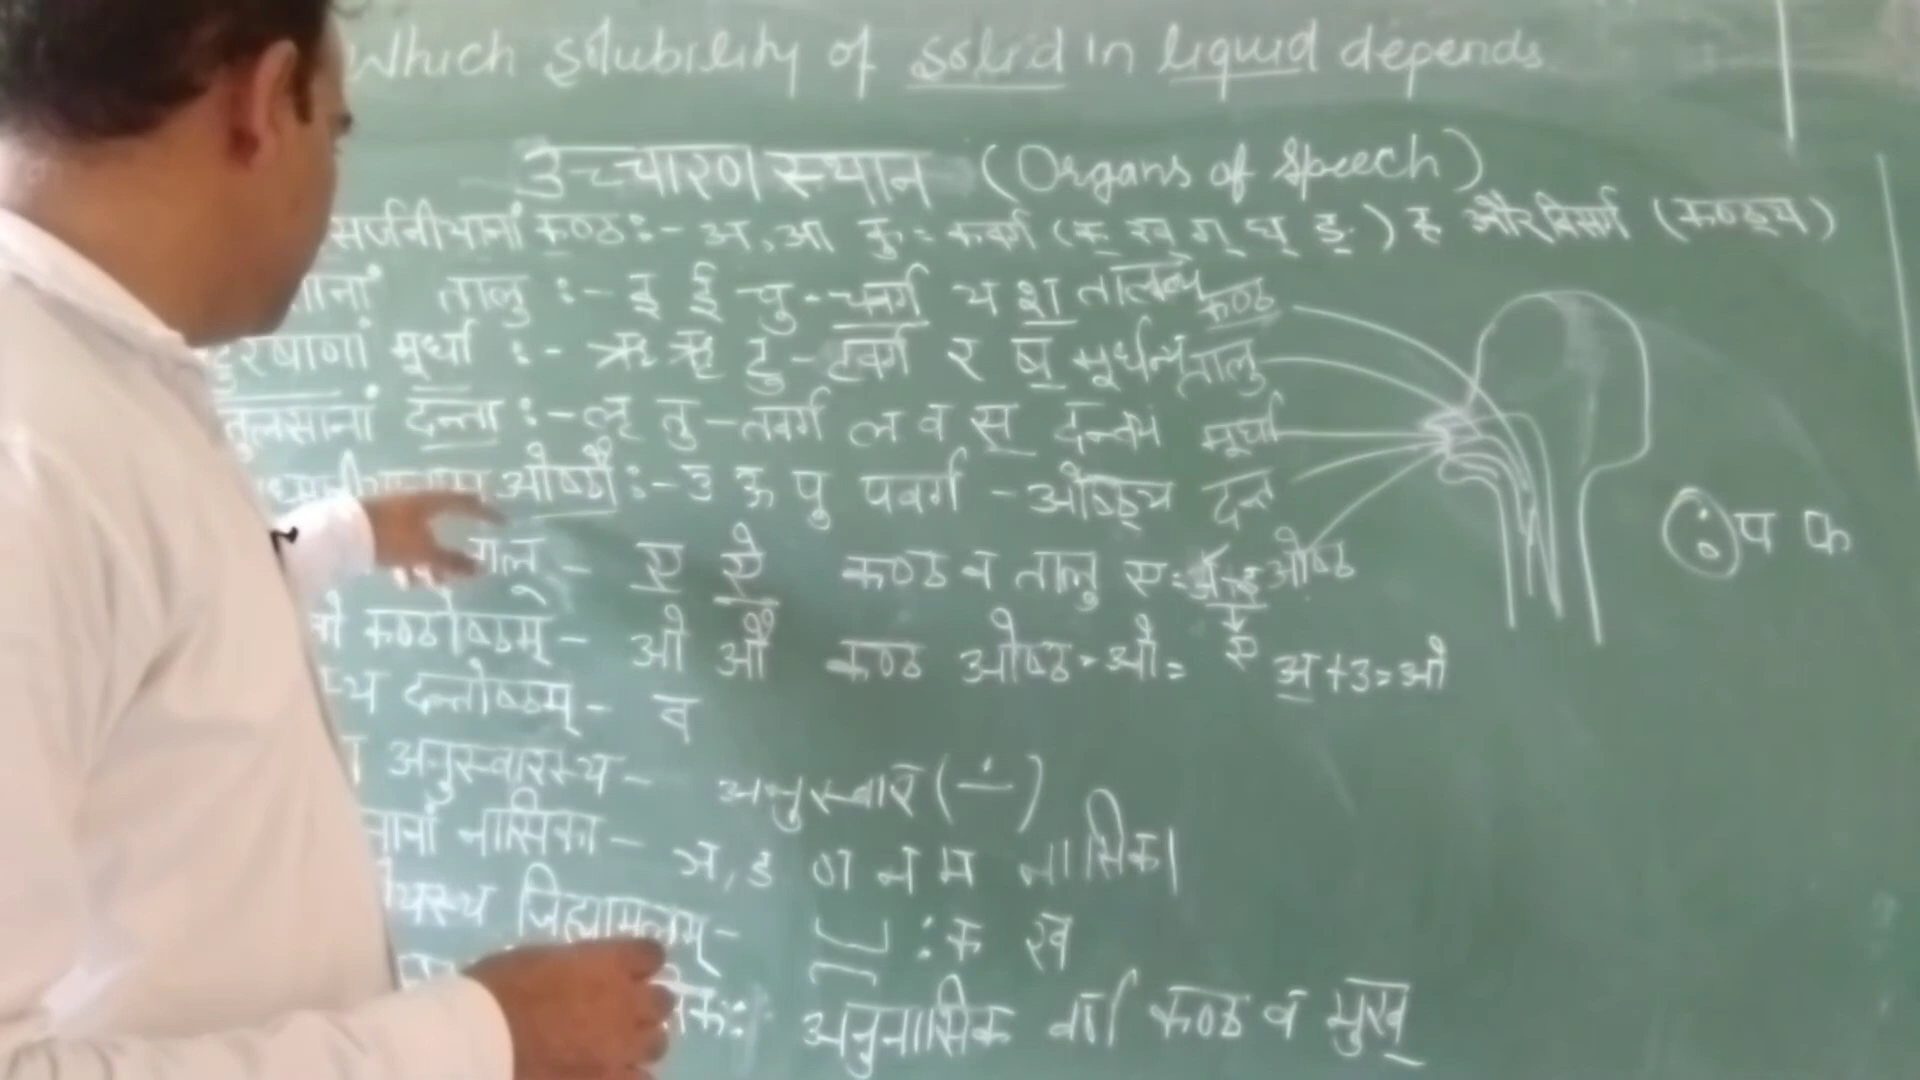 Which solubility of solid in liquid depends
उच्चारण स्थान (Organs of Speech)
सर्जनीयानां कण्ठः :- अ, आ कु = कवर्ग (क् ख् ग् घ् ङ्) ह और विसर्ग (कण्ठ्य)
तालु :- इ ई चु - चवर्ग य श तालव्य कण्ठ
टुरषाणां मूर्धा :- ऋ ॠ टु - टवर्ग र ष् मूर्धन्य तालु
तुलसानां दन्ता :- लृ तु - तवर्ग ल व स् दन्त्य मूर्धा
ओष्ठौ :- उ ऊ पु पवर्ग - ओष्ठ्य दन्त
तालु - ए ऐ कण्ठ व तालु ए = अ+इ ओष्ठ
ए
: प फ
कण्ठोष्ठम् - ओ औ कण्ठ ओष्ठ - ओ = अ + उ = ओ
स्य दन्तोष्ठम् - व
अनुस्वारस्य - अनुस्वार (ं)
नासिका - ञ, ङ ण न म नासिका
जिह्वामूलम् - : क ख
अनुनासिक वर्ण कण्ठ व मुख